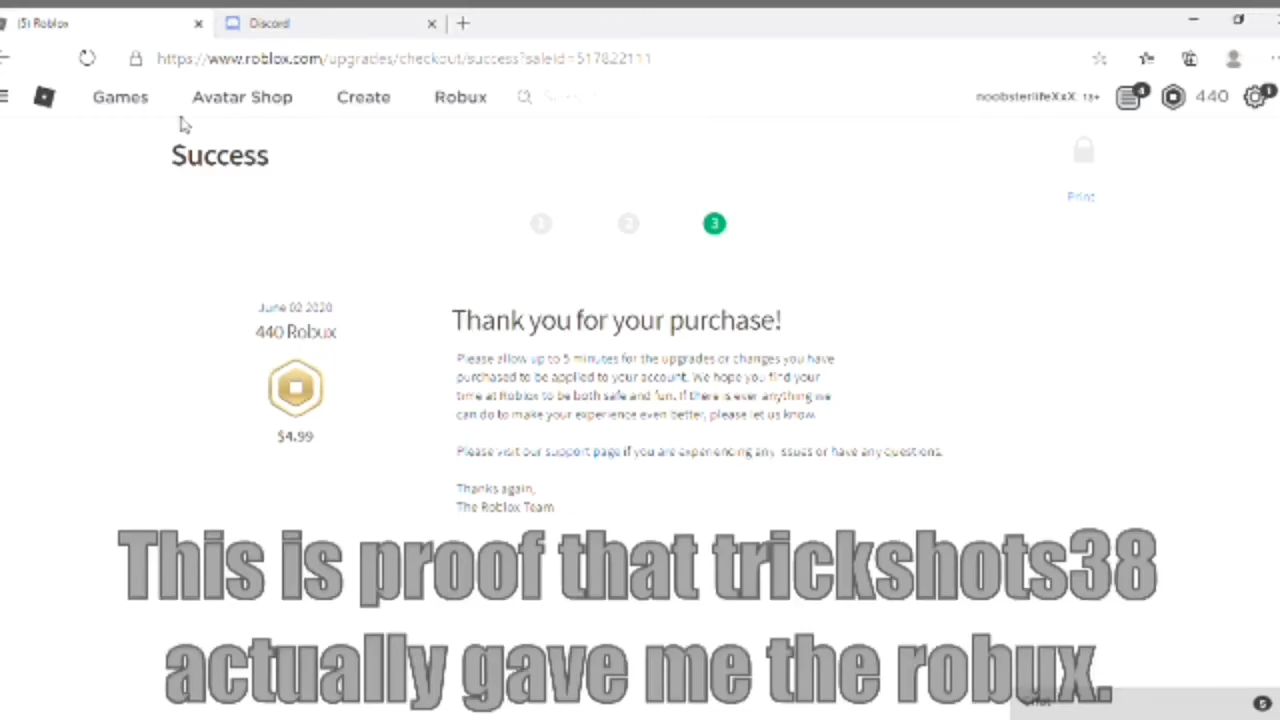 (5) Roblox
Discord
https://www.roblox.com/upgrades/checkout/success?saleid=517822111
Games Avatar Shop Create Robux
noobsterlifeXxX: 13+ 4 440 1
Success
Print
1 2 3
June 02 2020
440 Robux
$4.99
Thank you for your purchase!
Please allow up to 5 minutes for the upgrades or changes you have
purchased to be applied to your account. We hope you find your
time at Roblox to be both safe and fun. If there is ever anything we
can do to make your experience even better, please let us know.
Please visit our support page if you are experiencing any issues or have any questions.
Thanks again,
The Roblox Team
This is proof that trickshots38
actually gave me the robux.